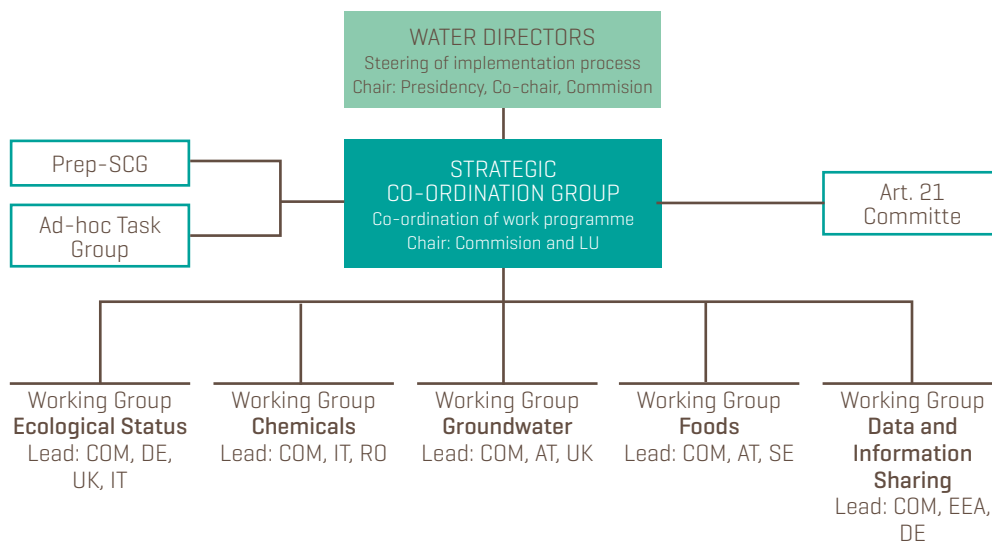 WATER DIRECTORS
Steering of implementation process
Chair: Presidency, Co-chair, Commision
Prep-SCG
Ad-hoc Task
Group
STRATEGIC
CO-ORDINATION GROUP
Co-ordination of work programme
Chair: Commision and LU
Art. 21
Committe
Working Group
Ecological Status
Lead: COM, DE,
UK, IT
Working Group
Chemicals
Lead: COM, IT, RO
Working Group
Groundwater
Lead: COM, AT, UK
Working Group
Foods
Lead: COM, AT, SE
Working Group
Data and
Information
Sharing
Lead: COM, EEA,
DE